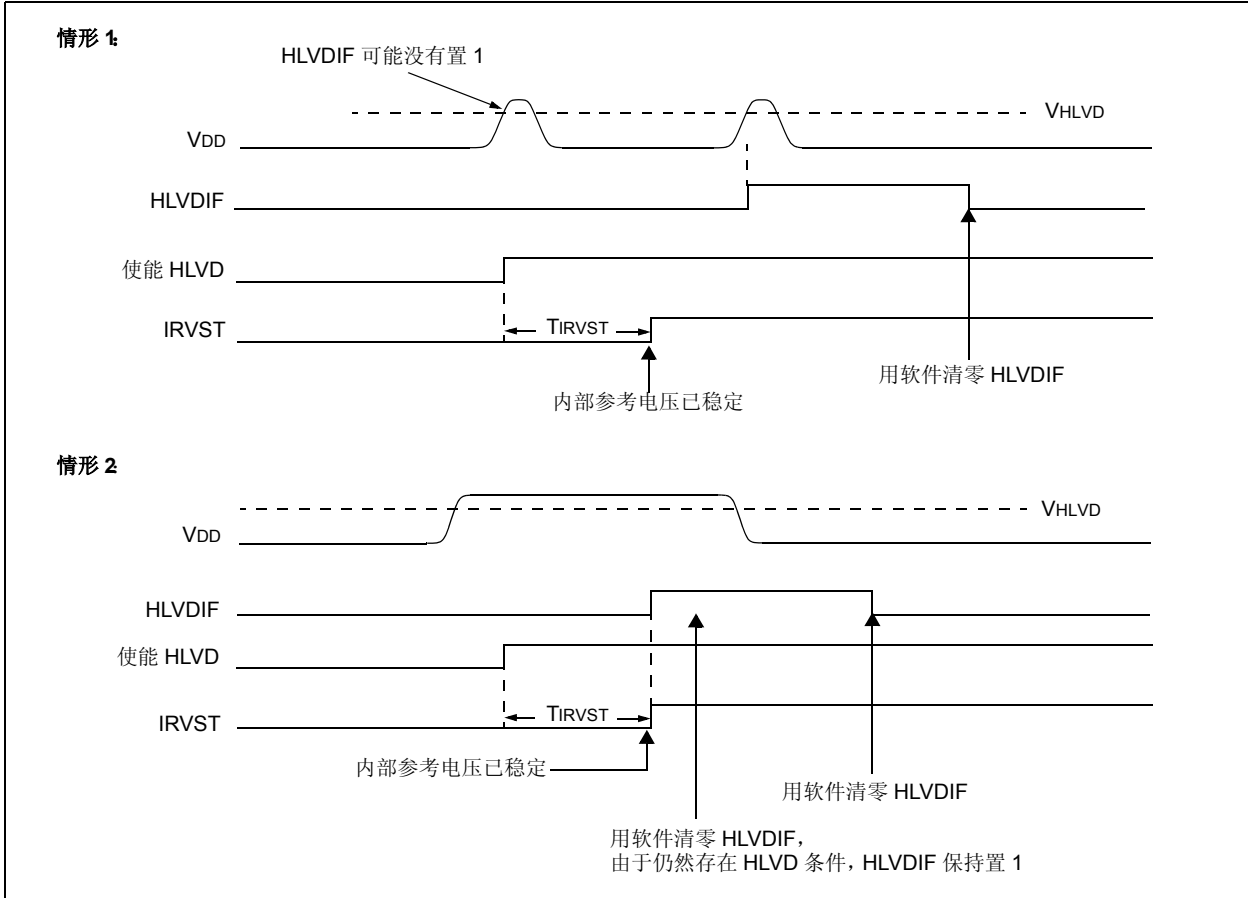 情形 1:
HLVDIF 可能没有置 1
VHLVD
VDD
HLVDIF
使能 HLVD
IRVST
TIRVST
用软件清零 HLVDIF
内部参考电压已稳定
情形 2:
VHLVD
VDD
HLVDIF
使能 HLVD
TIRVST
IRVST
内部参考电压已稳定
用软件清零 HLVDIF
用软件清零 HLVDIF，
由于仍然存在 HLVD 条件，HLVDIF 保持置 1